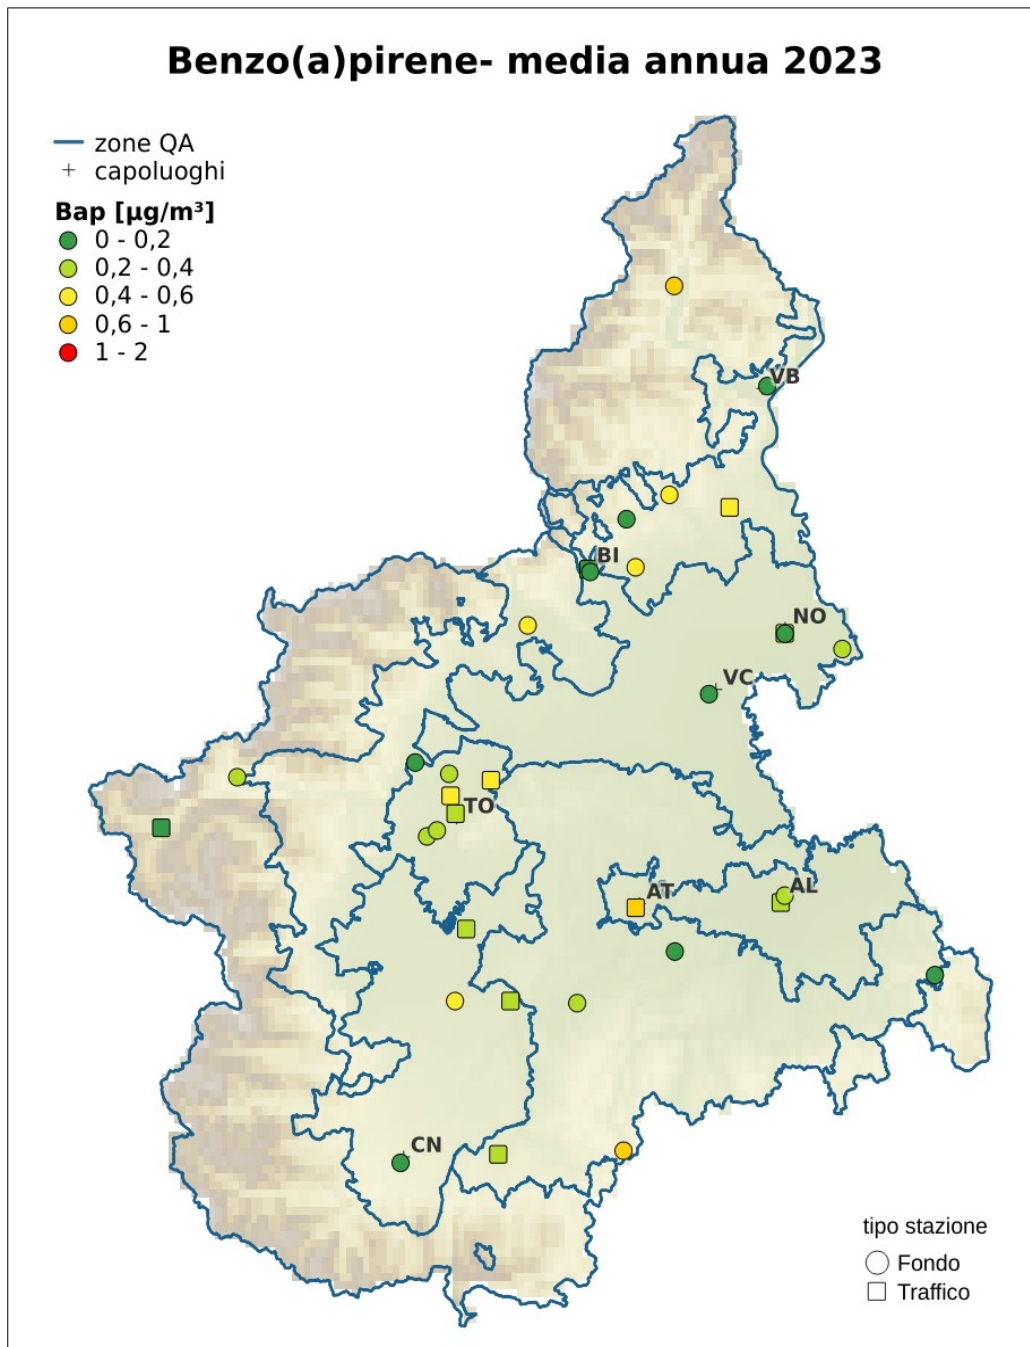 Benzo(a)pirene- media annua 2023
zone QA
capoluoghi
Bap [µg/m³]
0 - 0,2
0,2 - 0,4
0,4 - 0,6
0,6 - 1
1 - 2
VB
BI
NO
VC
TO
AT
AL
CN
tipo stazione
Fondo
Traffico